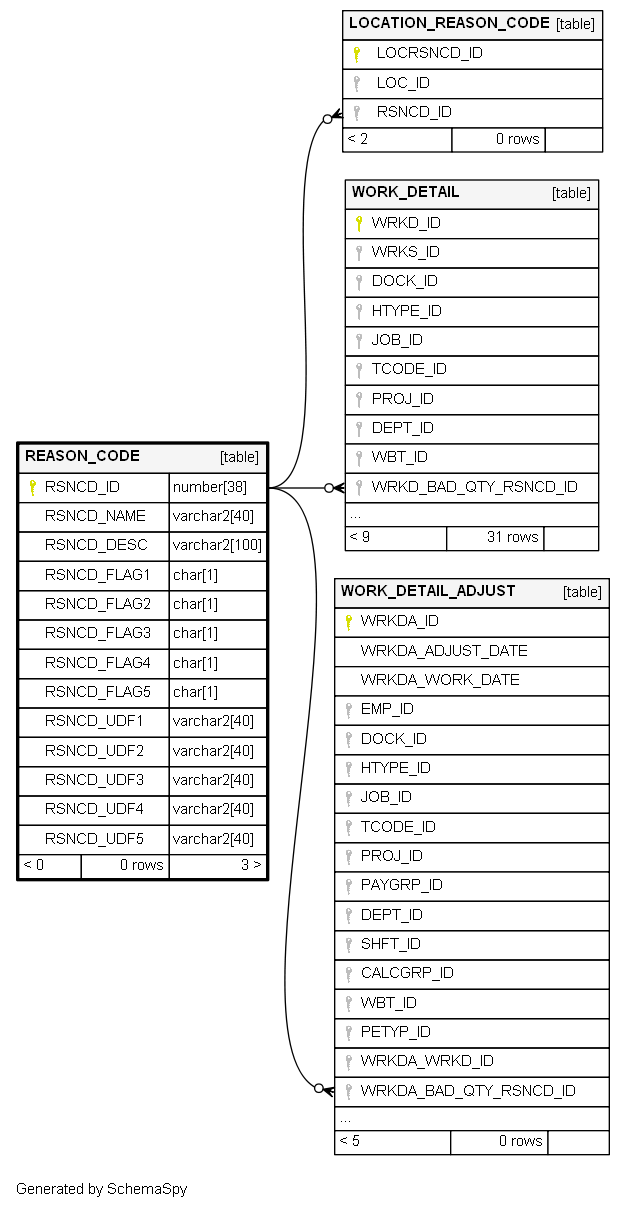 LOCATION_REASON_CODE [table]
LOCRSNCD_ID
LOC_ID
RSNCD_ID
< 2 0 rows
WORK_DETAIL [table]
WRKD_ID
WRKS_ID
DOCK_ID
HTYPE_ID
JOB_ID
TCODE_ID
PROJ_ID
DEPT_ID
WBT_ID
WRKD_BAD_QTY_RSNCD_ID
...
< 9 31 rows
REASON_CODE [table]
RSNCD_ID number[38]
RSNCD_NAME varchar2[40]
RSNCD_DESC varchar2[100]
RSNCD_FLAG1 char[1]
RSNCD_FLAG2 char[1]
RSNCD_FLAG3 char[1]
RSNCD_FLAG4 char[1]
RSNCD_FLAG5 char[1]
RSNCD_UDF1 varchar2[40]
RSNCD_UDF2 varchar2[40]
RSNCD_UDF3 varchar2[40]
RSNCD_UDF4 varchar2[40]
RSNCD_UDF5 varchar2[40]
< 0 0 rows 3 >
WORK_DETAIL_ADJUST [table]
WRKDA_ID
WRKDA_ADJUST_DATE
WRKDA_WORK_DATE
EMP_ID
DOCK_ID
HTYPE_ID
JOB_ID
TCODE_ID
PROJ_ID
PAYGRP_ID
DEPT_ID
SHFT_ID
CALCGRP_ID
WBT_ID
PETYP_ID
WRKDA_WRKD_ID
WRKDA_BAD_QTY_RSNCD_ID
...
< 5 0 rows
Generated by SchemaSpy